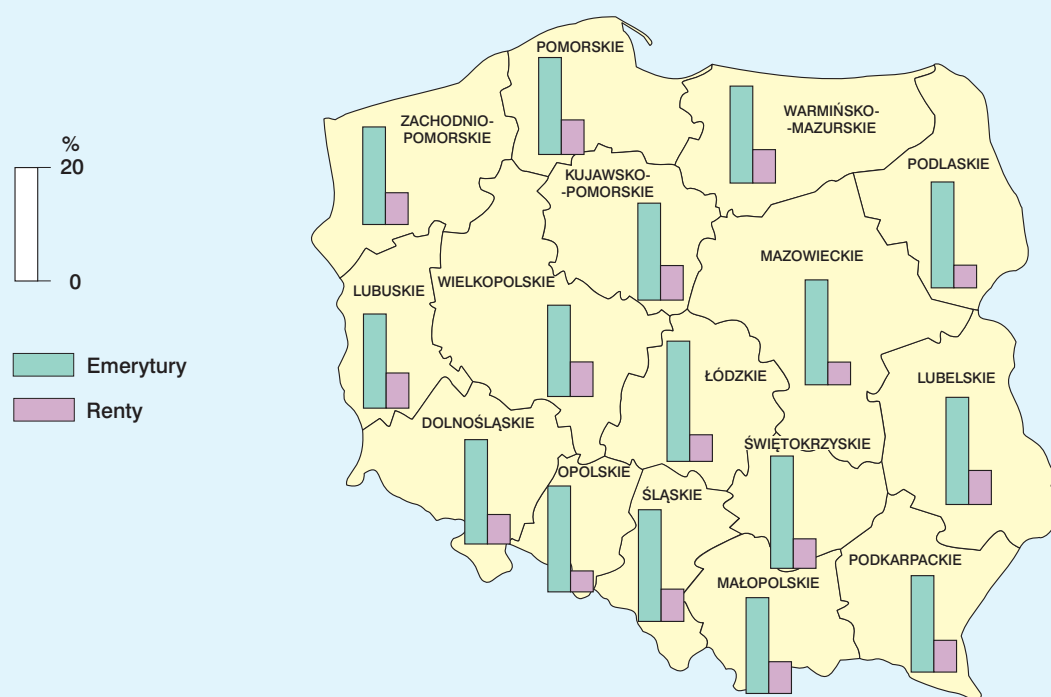 POMORSKIE
ZACHODNIO-
POMORSKIE
WARMIŃSKO-
-MAZURSKIE
%
20
0
PODLASKIE
KUJAWSKO-
-POMORSKIE
MAZOWIECKIE
WIELKOPOLSKIE
LUBUSKIE
Emerytury
Renty
ŁÓDZKIE
LUBELSKIE
DOLNOŚLĄSKIE
ŚWIĘTOKRZYSKIE
OPOLSKIE
ŚLĄSKIE
PODKARPACKIE
MAŁOPOLSKIE